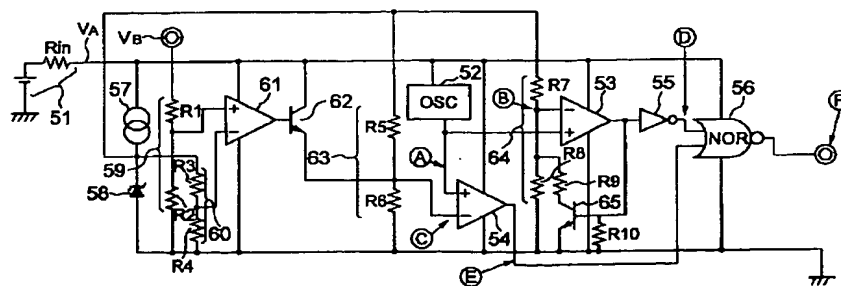 VA
Rin
51
VB
57
58
59
R1
R3
R2
60
R4
61
62
63
R5
R6
52
OSC
A
C
54
E
B
R7
64
R8
R9
65
R10
53
55
D
56
NOR
F